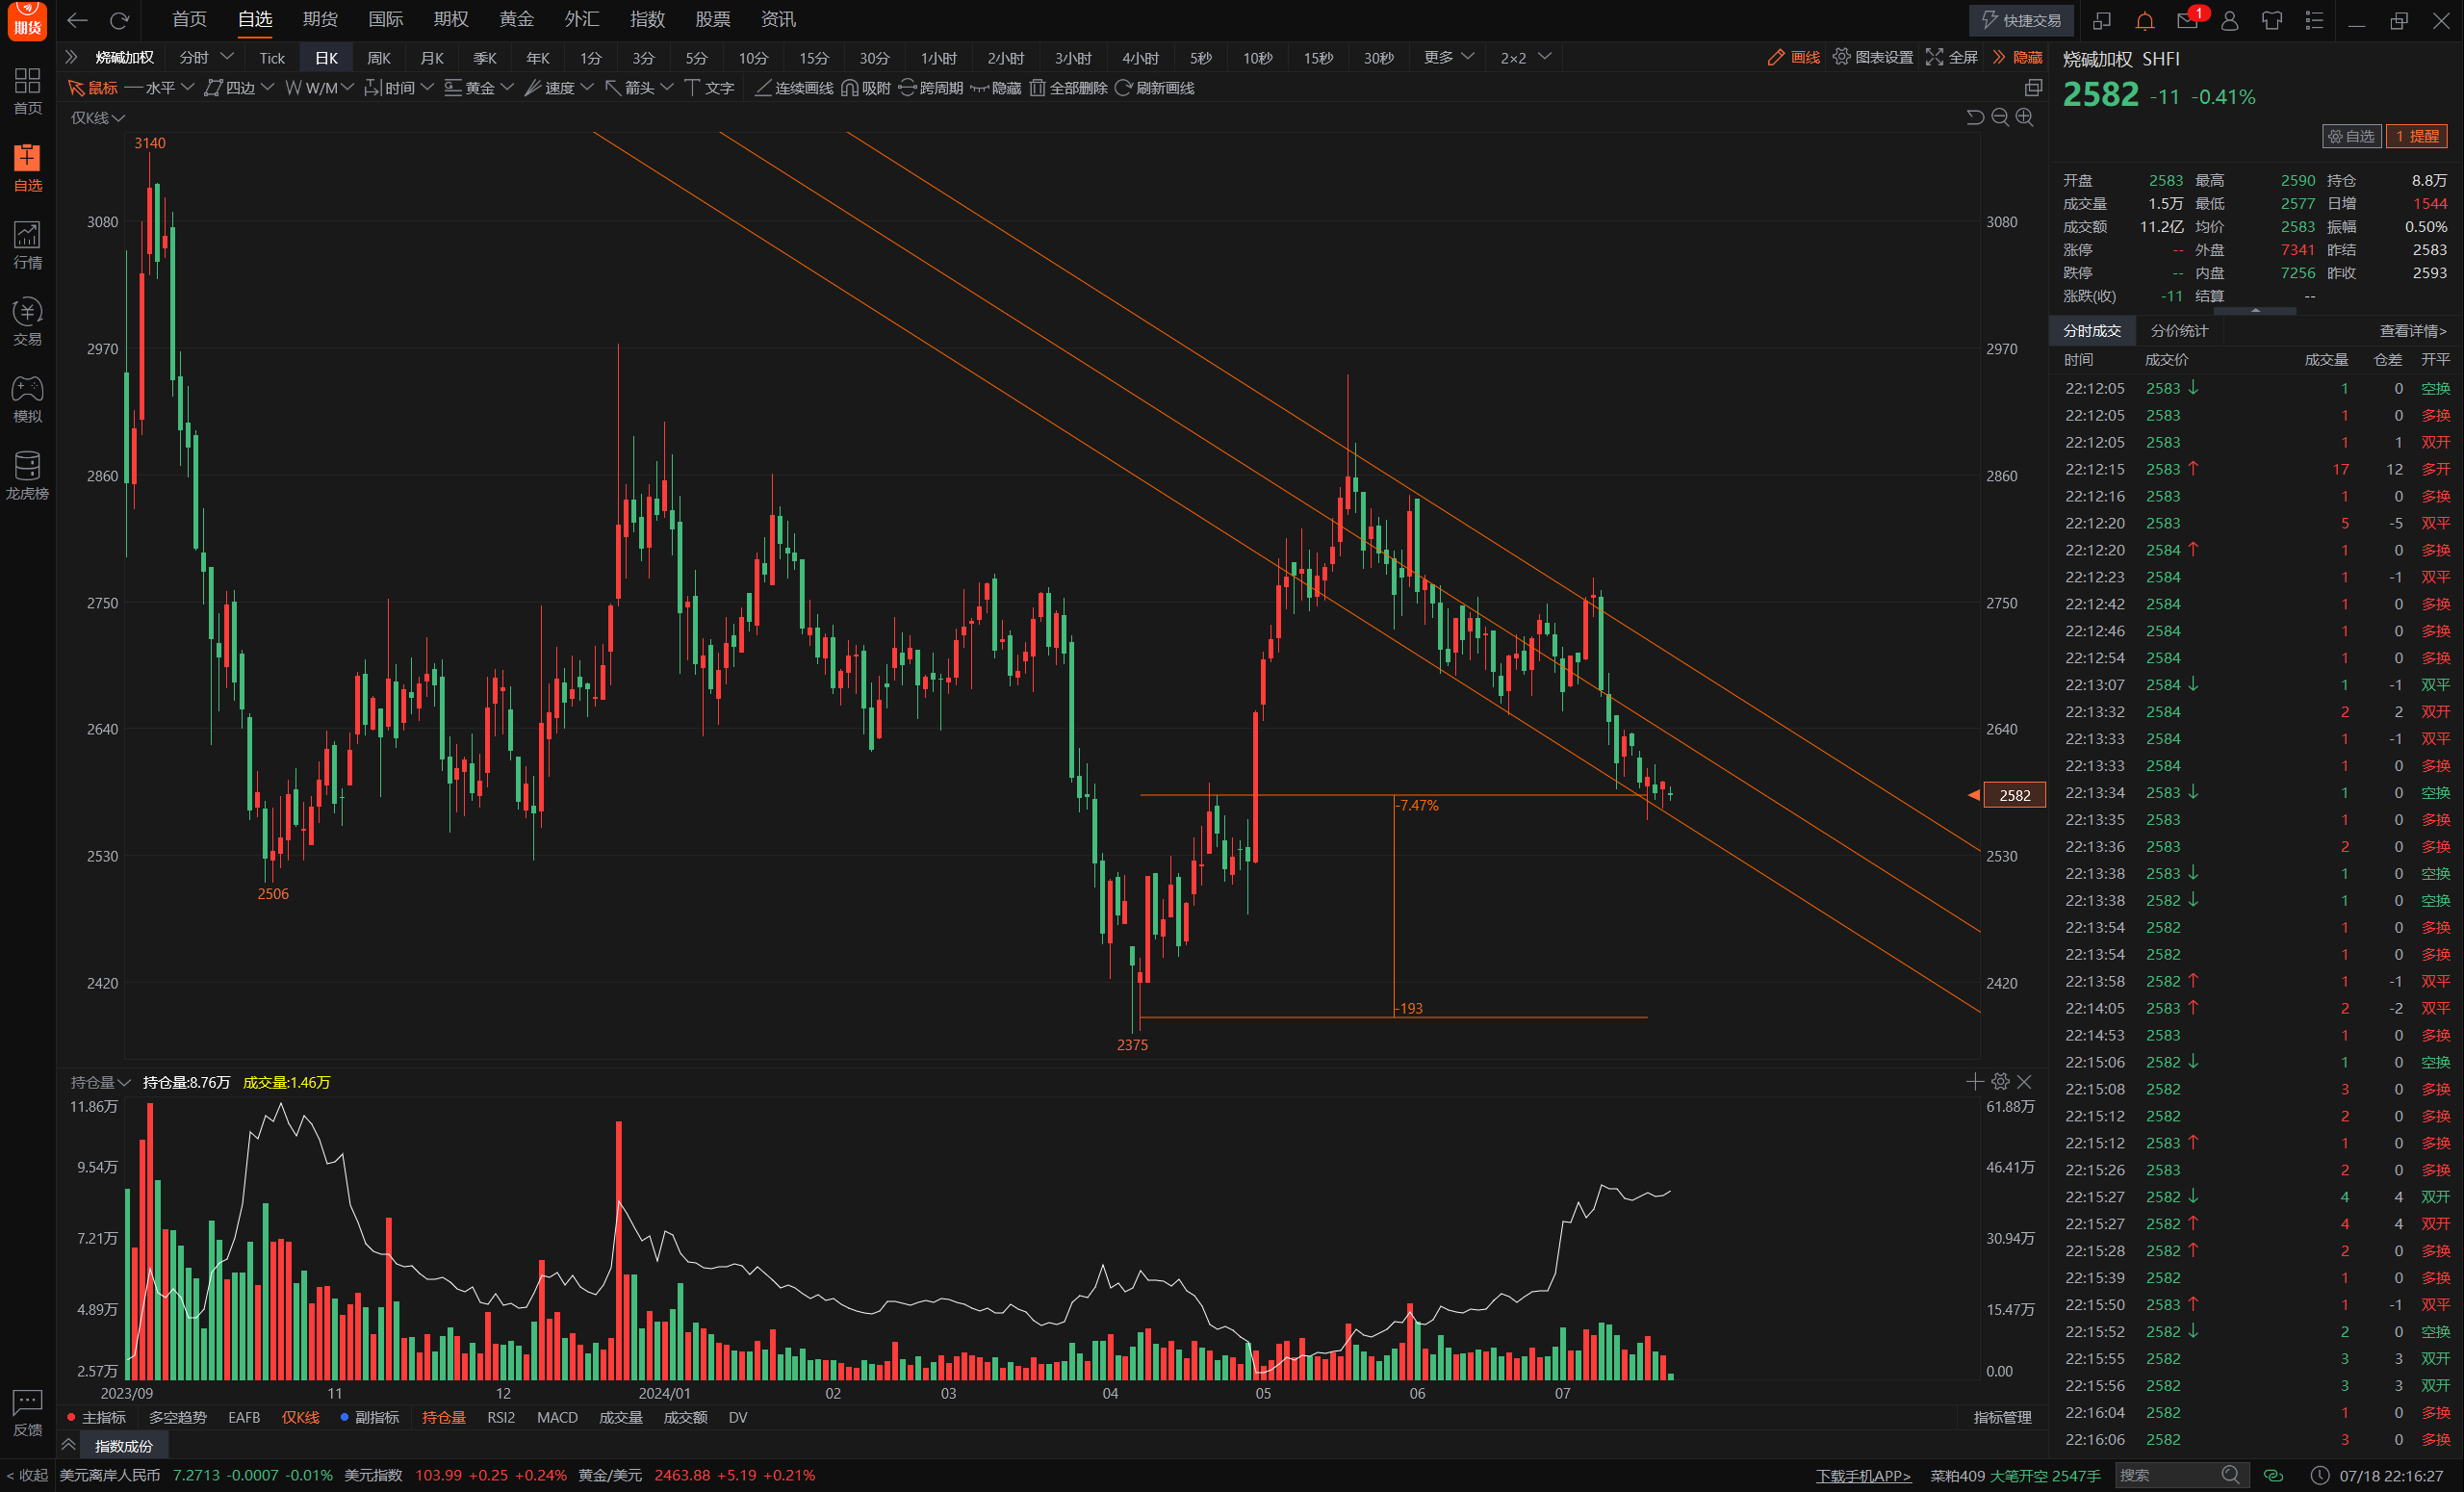 期货
首页 自选 期货 国际 期权 黄金 外汇 指数 股票 资讯
快捷交易 1
烧碱加权 分时 Tick 日K 周K 月K 季K 年K 1分 3分 5分 10分 15分 30分 1小时 2小时 3小时 4小时 5秒 10秒 15秒 30秒 更多 2×2
画线 图表设置 全屏 隐藏
鼠标 水平 四边 W/M 时间 黄金 速度 箭头 文字 连续画线 吸附 跨周期 隐藏 全部删除 刷新画线
首页
自选
行情
交易
模拟
龙虎榜
反馈
< 收起
仅K线
3140
3080 3080
2970 2970
2860 2860
2750 2750
2640 2640
2582
-7.47%
2530 2530
2506
2420 2420
-193
2375
持仓量 持仓量:8.76万 成交量:1.46万
11.86万 61.88万
9.54万 46.41万
7.21万 30.94万
4.89万 15.47万
2.57万 0.00
2023/09 11 12 2024/01 02 03 04 05 06 07
主指标 多空趋势 EAFB 仅K线 副指标 持仓量 RSI2 MACD 成交量 成交额 DV 指标管理
指数成份
烧碱加权 SHFI
2582 -11 -0.41%
自选 1 提醒
开盘 2583 最高 2590 持仓 8.8万
成交量 1.5万 最低 2577 日增 1544
成交额 11.2亿 均价 2583 振幅 0.50%
涨停 -- 外盘 7341 昨结 2583
跌停 -- 内盘 7256 昨收 2593
涨跌(收) -11 结算 --
分时成交 分价统计 查看详情>
时间 成交价 成交量 仓差 开平
22:12:05 2583 ↓ 1 0 空换
22:12:05 2583 1 0 多换
22:12:05 2583 1 1 双开
22:12:15 2583 ↑ 17 12 多开
22:12:16 2583 1 0 多换
22:12:20 2583 5 -5 双平
22:12:20 2584 ↑ 1 0 多换
22:12:23 2584 1 -1 双平
22:12:42 2584 1 0 多换
22:12:46 2584 1 0 多换
22:12:54 2584 1 0 多换
22:13:07 2584 ↓ 1 -1 双平
22:13:32 2584 2 2 双开
22:13:33 2584 1 -1 双平
22:13:33 2584 1 0 多换
22:13:34 2583 ↓ 1 0 空换
22:13:35 2583 1 0 多换
22:13:36 2583 2 0 多换
22:13:38 2583 ↓ 1 0 空换
22:13:38 2582 ↓ 1 0 空换
22:13:54 2582 1 0 多换
22:13:54 2582 1 0 多换
22:13:58 2582 ↑ 1 -1 双平
22:14:05 2583 ↑ 2 -2 双平
22:14:53 2583 1 0 多换
22:15:06 2582 ↓ 1 0 空换
22:15:08 2582 3 0 多换
22:15:12 2582 2 0 多换
22:15:12 2583 ↑ 1 0 多换
22:15:26 2583 2 0 多换
22:15:27 2582 ↓ 4 4 双开
22:15:27 2582 ↑ 4 4 双开
22:15:28 2582 ↑ 2 0 多换
22:15:39 2582 1 0 多换
22:15:50 2583 ↑ 1 -1 双平
22:15:52 2582 ↓ 2 0 空换
22:15:55 2582 3 3 双开
22:15:56 2582 3 3 双开
22:16:04 2582 1 0 多换
22:16:06 2582 3 0 多换
美元离岸人民币 7.2713 -0.0007 -0.01% 美元指数 103.99 +0.25 +0.24% 黄金/美元 2463.88 +5.19 +0.21%
下载手机APP> 菜粕409 大笔开空 2547手 搜索 07/18 22:16:27